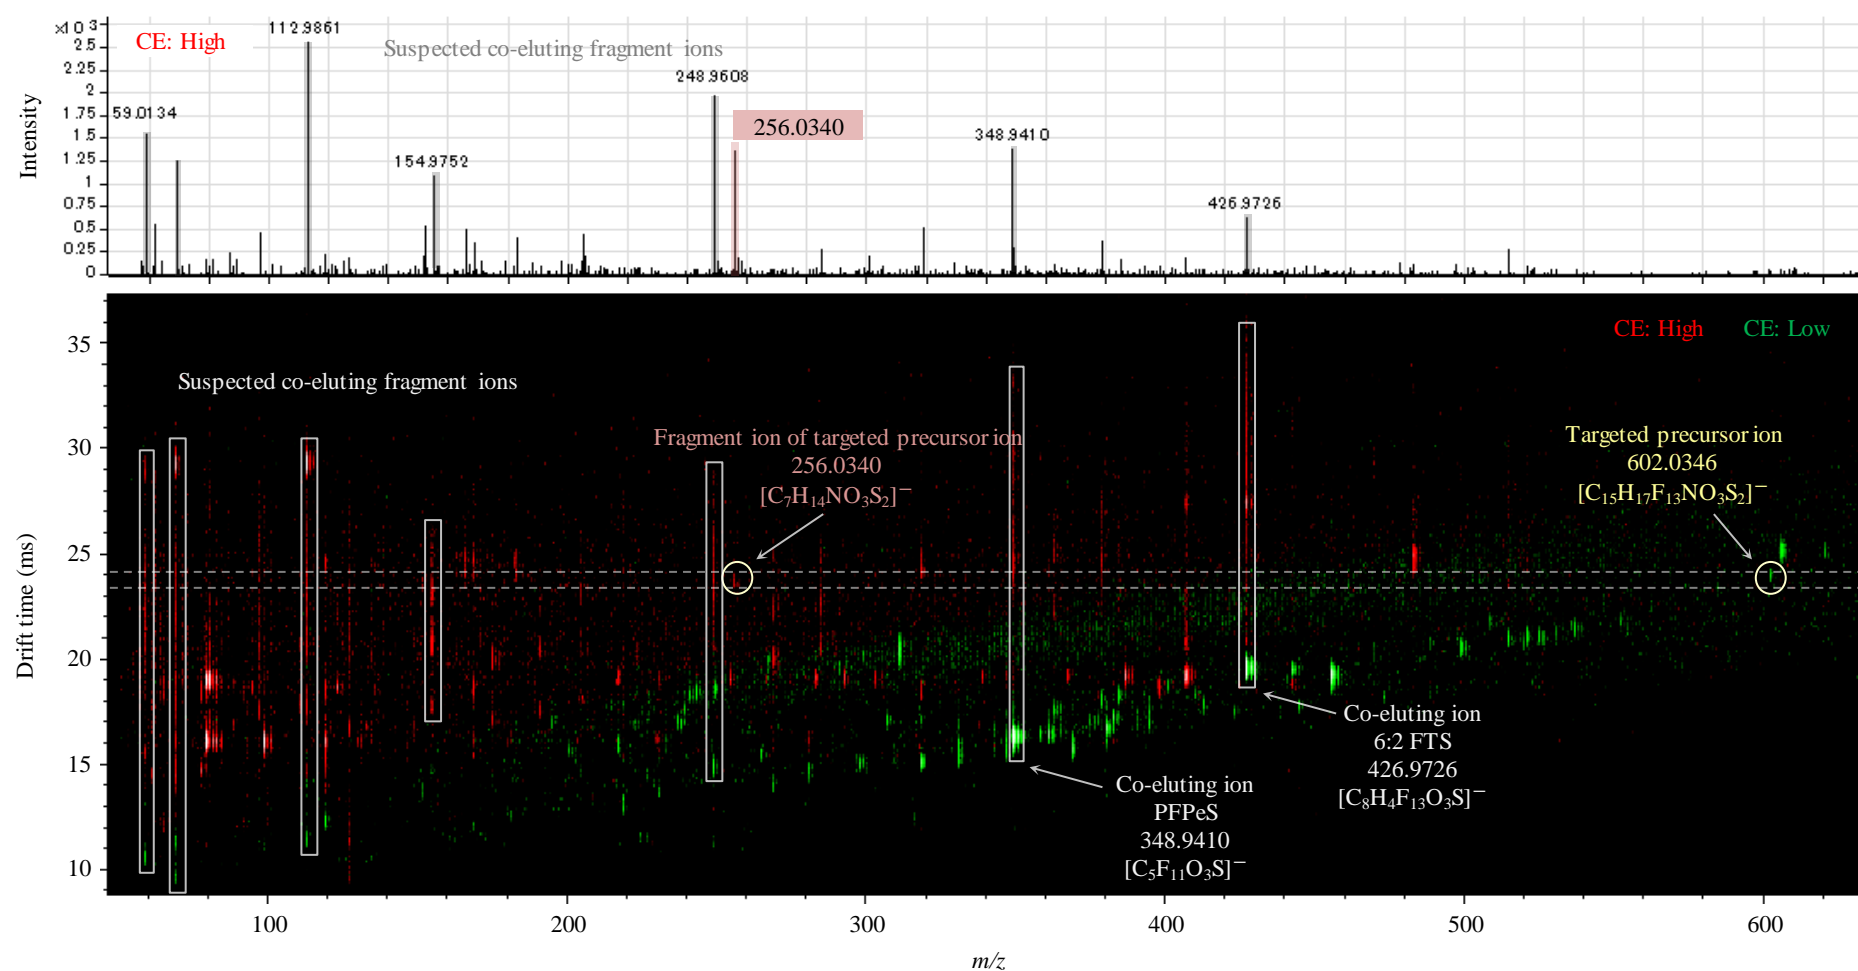 ×10³
2.5
2.25
2
1.75
1.5
1.25
1
0.75
0.5
0.25
0
Intensity
CE: High
Suspected co-eluting fragment ions
59.0134
112.9861
154.9752
248.9608
256.0340
348.9410
426.9726
CE: High
CE: Low
Suspected co-eluting fragment ions
Fragment ion of targeted precursor ion
256.0340
[C₇H₁₄NO₃S₂]⁻
Targeted precursor ion
602.0346
[C₁₅H₁₇F₁₃NO₃S₂]⁻
Co-eluting ion
6:2 FTS
426.9726
[C₈H₄F₁₃O₃S]⁻
Co-eluting ion
PFPeS
348.9410
[C₅F₁₁O₃S]⁻
Drift time (ms)
35
30
25
20
15
10
100
200
300
400
500
600
m/z